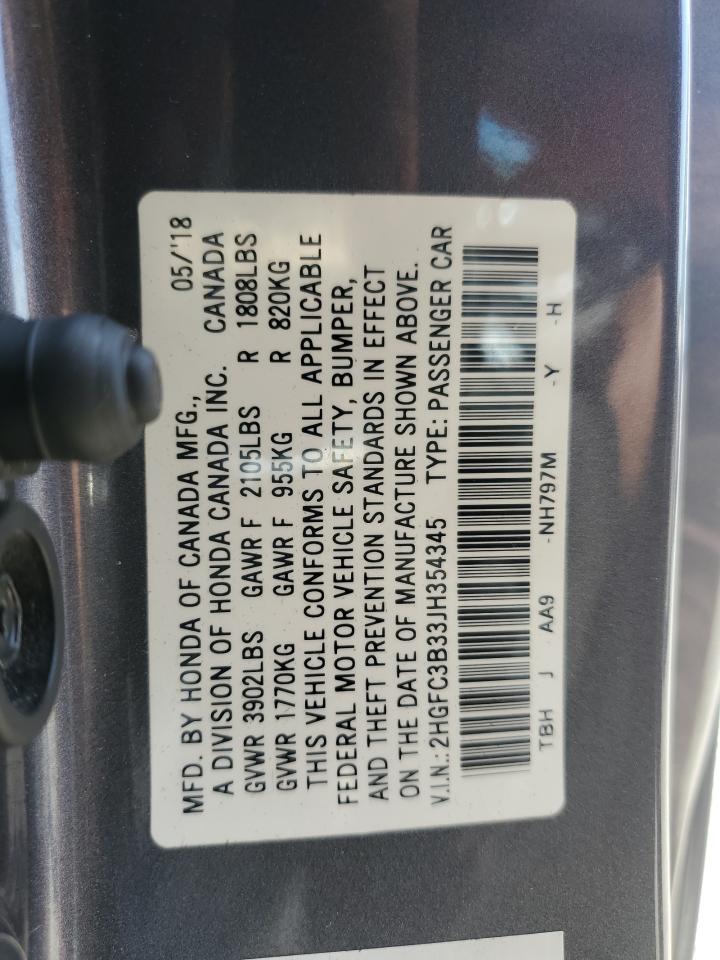 MFD. BY HONDA OF CANADA MFG., 05/'18
A DIVISION OF HONDA CANADA INC. CANADA
GVWR 3902LBS GAWR F 2105LBS R 1808LBS
GVWR 1770KG GAWR F 955KG R 820KG
THIS VEHICLE CONFORMS TO ALL APPLICABLE
FEDERAL MOTOR VEHICLE SAFETY, BUMPER,
AND THEFT PREVENTION STANDARDS IN EFFECT
ON THE DATE OF MANUFACTURE SHOWN ABOVE.
V.I.N.: 2HGFC3B33JH354345 TYPE: PASSENGER CAR
TBH J AA9 -NH797M -Y -H